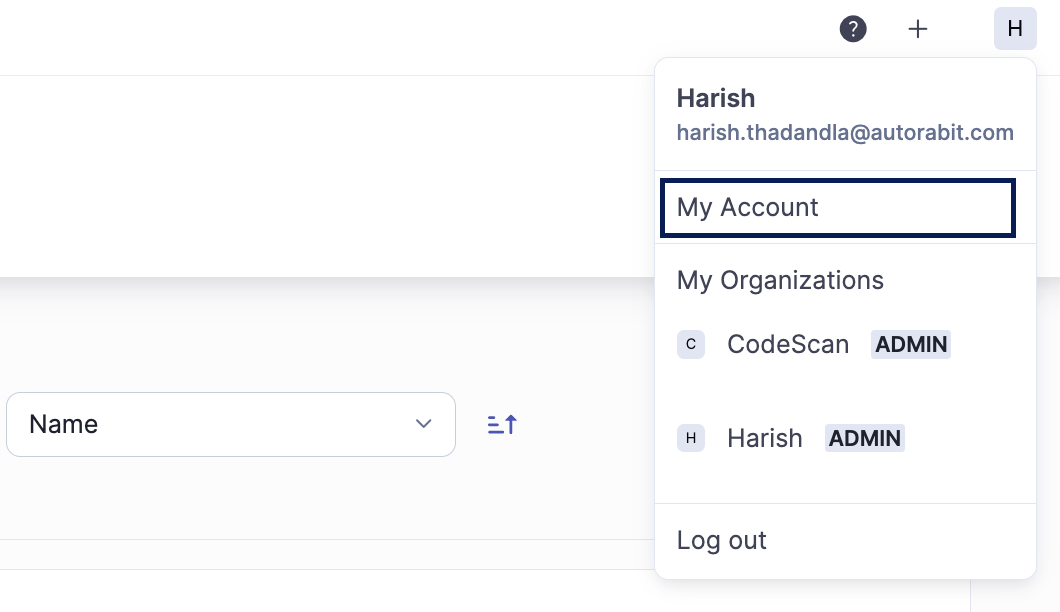 ?
H
Harish
harish.thadandla@autorabit.com
My Account
My Organizations
C CodeScan ADMIN
Name
H Harish ADMIN
Log out